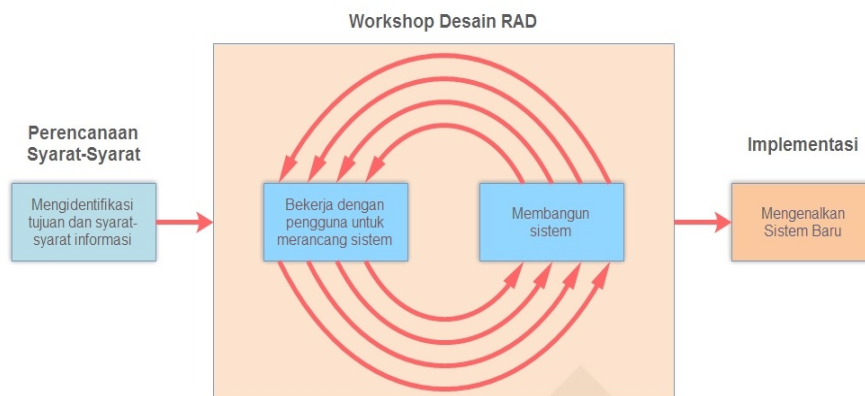 Workshop Desain RAD
Perencanaan
Syarat-Syarat
Mengidentifikasi
tujuan dan syarat-
syarat informasi
Bekerja dengan
pengguna untuk
merancang sistem
Membangun
sistem
Implementasi
Mengenalkan
Sistem Baru